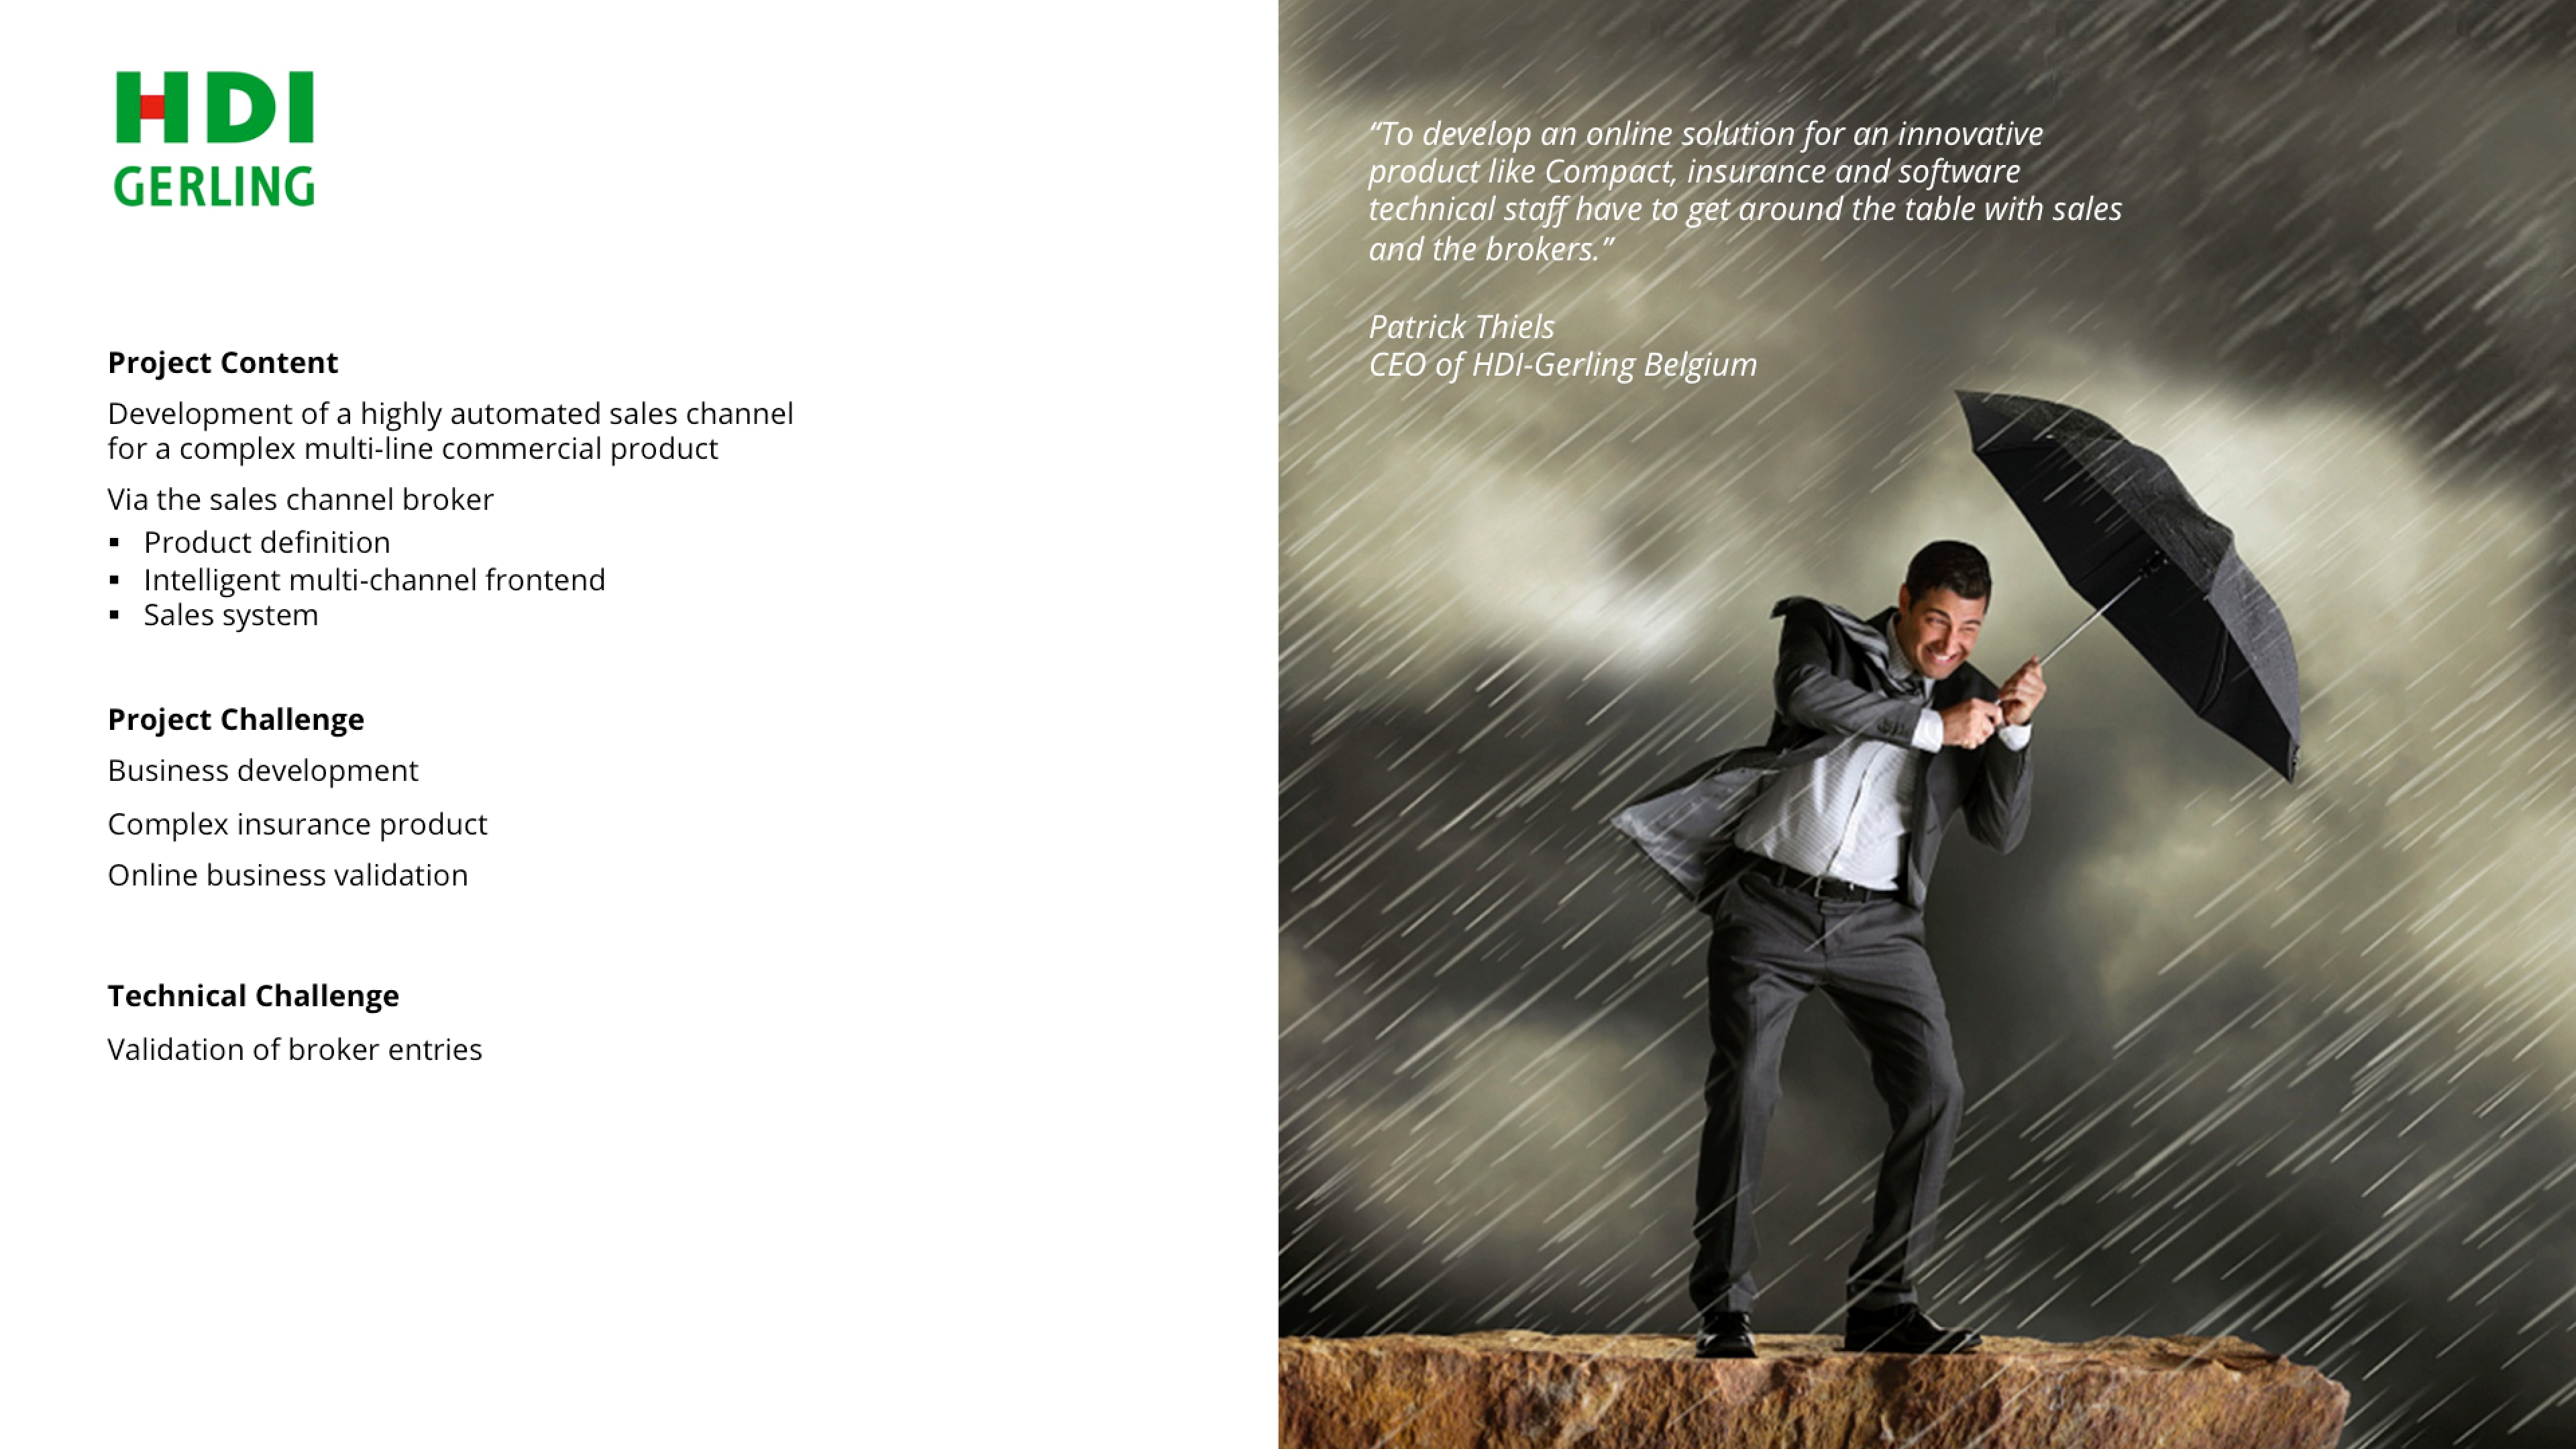 HDI
GERLING
Project Content
Development of a highly automated sales channel
for a complex multi-line commercial product
Via the sales channel broker
▪ Product definition
▪ Intelligent multi-channel frontend
▪ Sales system
Project Challenge
Business development
Complex insurance product
Online business validation
Technical Challenge
Validation of broker entries
“To develop an online solution for an innovative
product like Compact, insurance and software
technical staff have to get around the table with sales
and the brokers.”
Patrick Thiels
CEO of HDI-Gerling Belgium